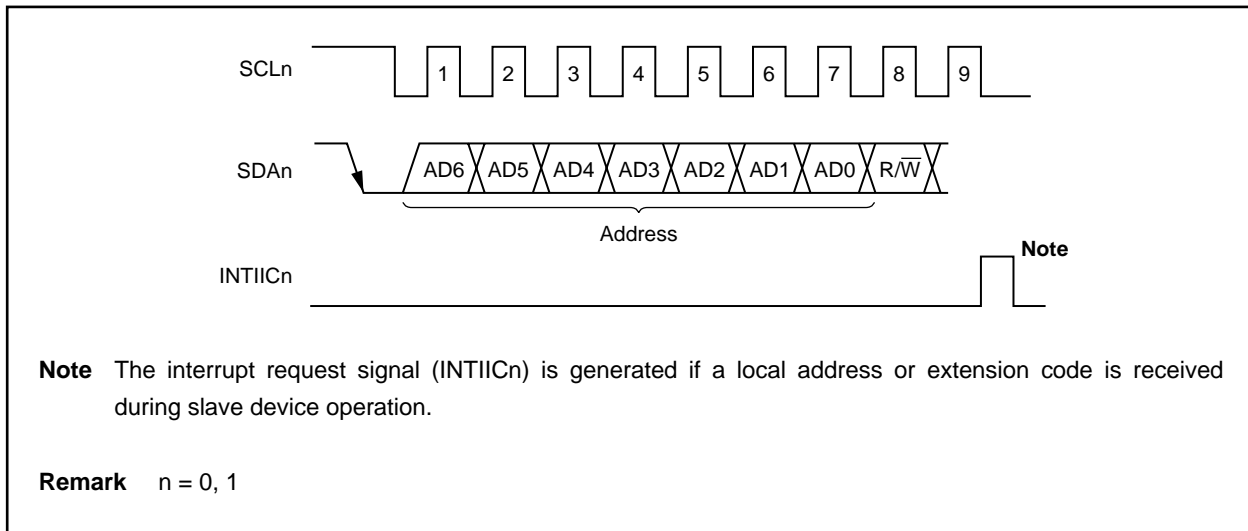 SCLn
1 2 3 4 5 6 7 8 9
SDAn
AD6 AD5 AD4 AD3 AD2 AD1 AD0 R/W̅
Address
INTIICn
Note
Note The interrupt request signal (INTIICn) is generated if a local address or extension code is received
during slave device operation.
Remark n = 0, 1